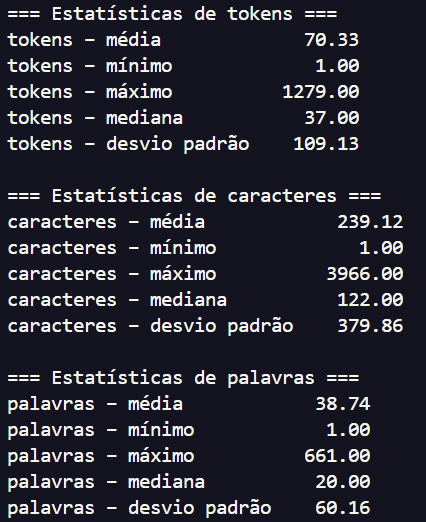 === Estatísticas de tokens ===
tokens – média 70.33
tokens – mínimo 1.00
tokens – máximo 1279.00
tokens – mediana 37.00
tokens – desvio padrão 109.13
=== Estatísticas de caracteres ===
caracteres – média 239.12
caracteres – mínimo 1.00
caracteres – máximo 3966.00
caracteres – mediana 122.00
caracteres – desvio padrão 379.86
=== Estatísticas de palavras ===
palavras – média 38.74
palavras – mínimo 1.00
palavras – máximo 661.00
palavras – mediana 20.00
palavras – desvio padrão 60.16